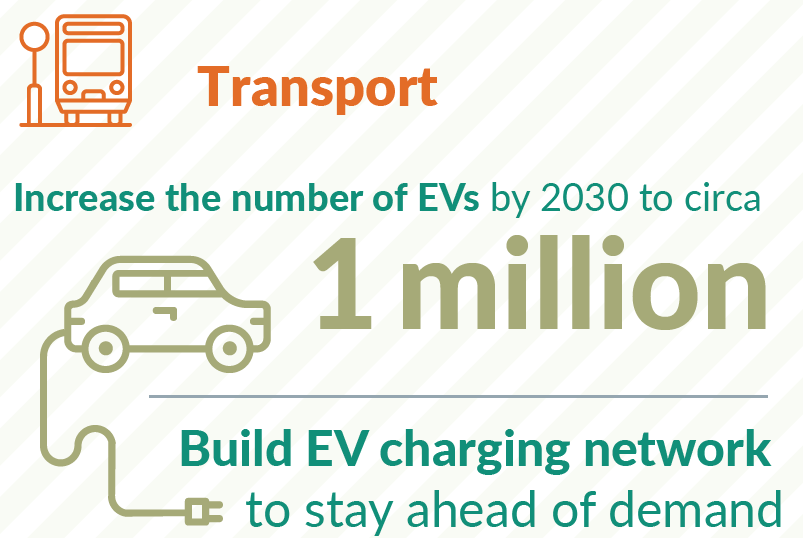 Transport
Increase the number of EVs by 2030 to circa
1 million
Build EV charging network
to stay ahead of demand